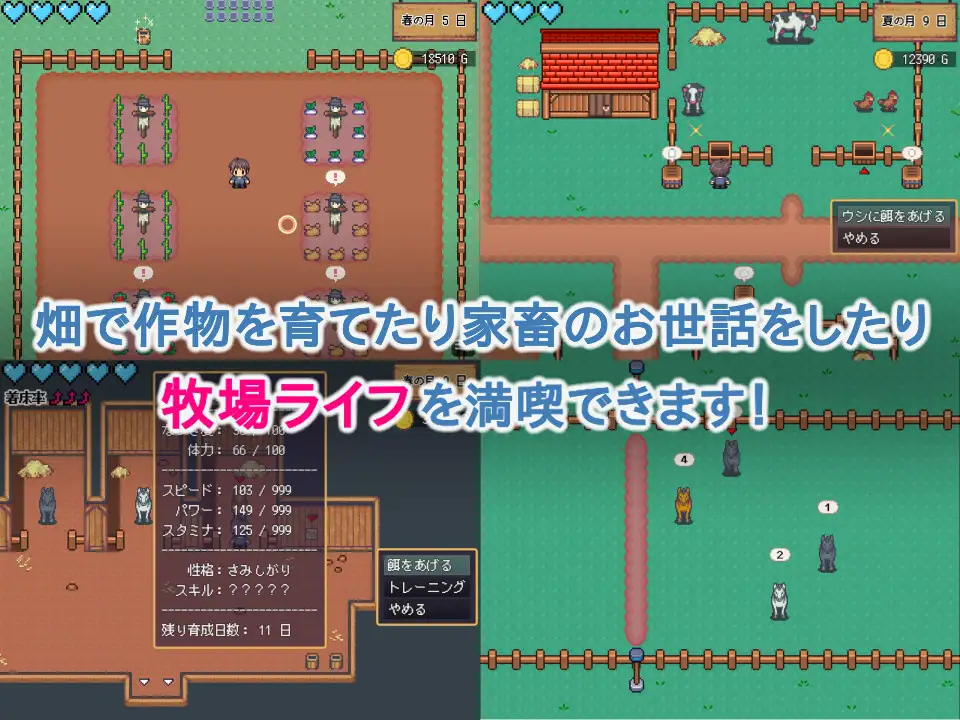 春の月 5 日
18510 G
夏の月 9 日
12390 G
ウシに餌をあげる
やめる
畑で作物を育てたり家畜のお世話をしたり
牧場ライフを満喫できます!
着床率
体力: 66 / 100
スピード: 103 / 999
パワー: 149 / 999
スタミナ: 125 / 999
性格:さみしがり
スキル:?????
残り育成日数: 11 日
餌をあげる
トレーニング
やめる
4
1
2